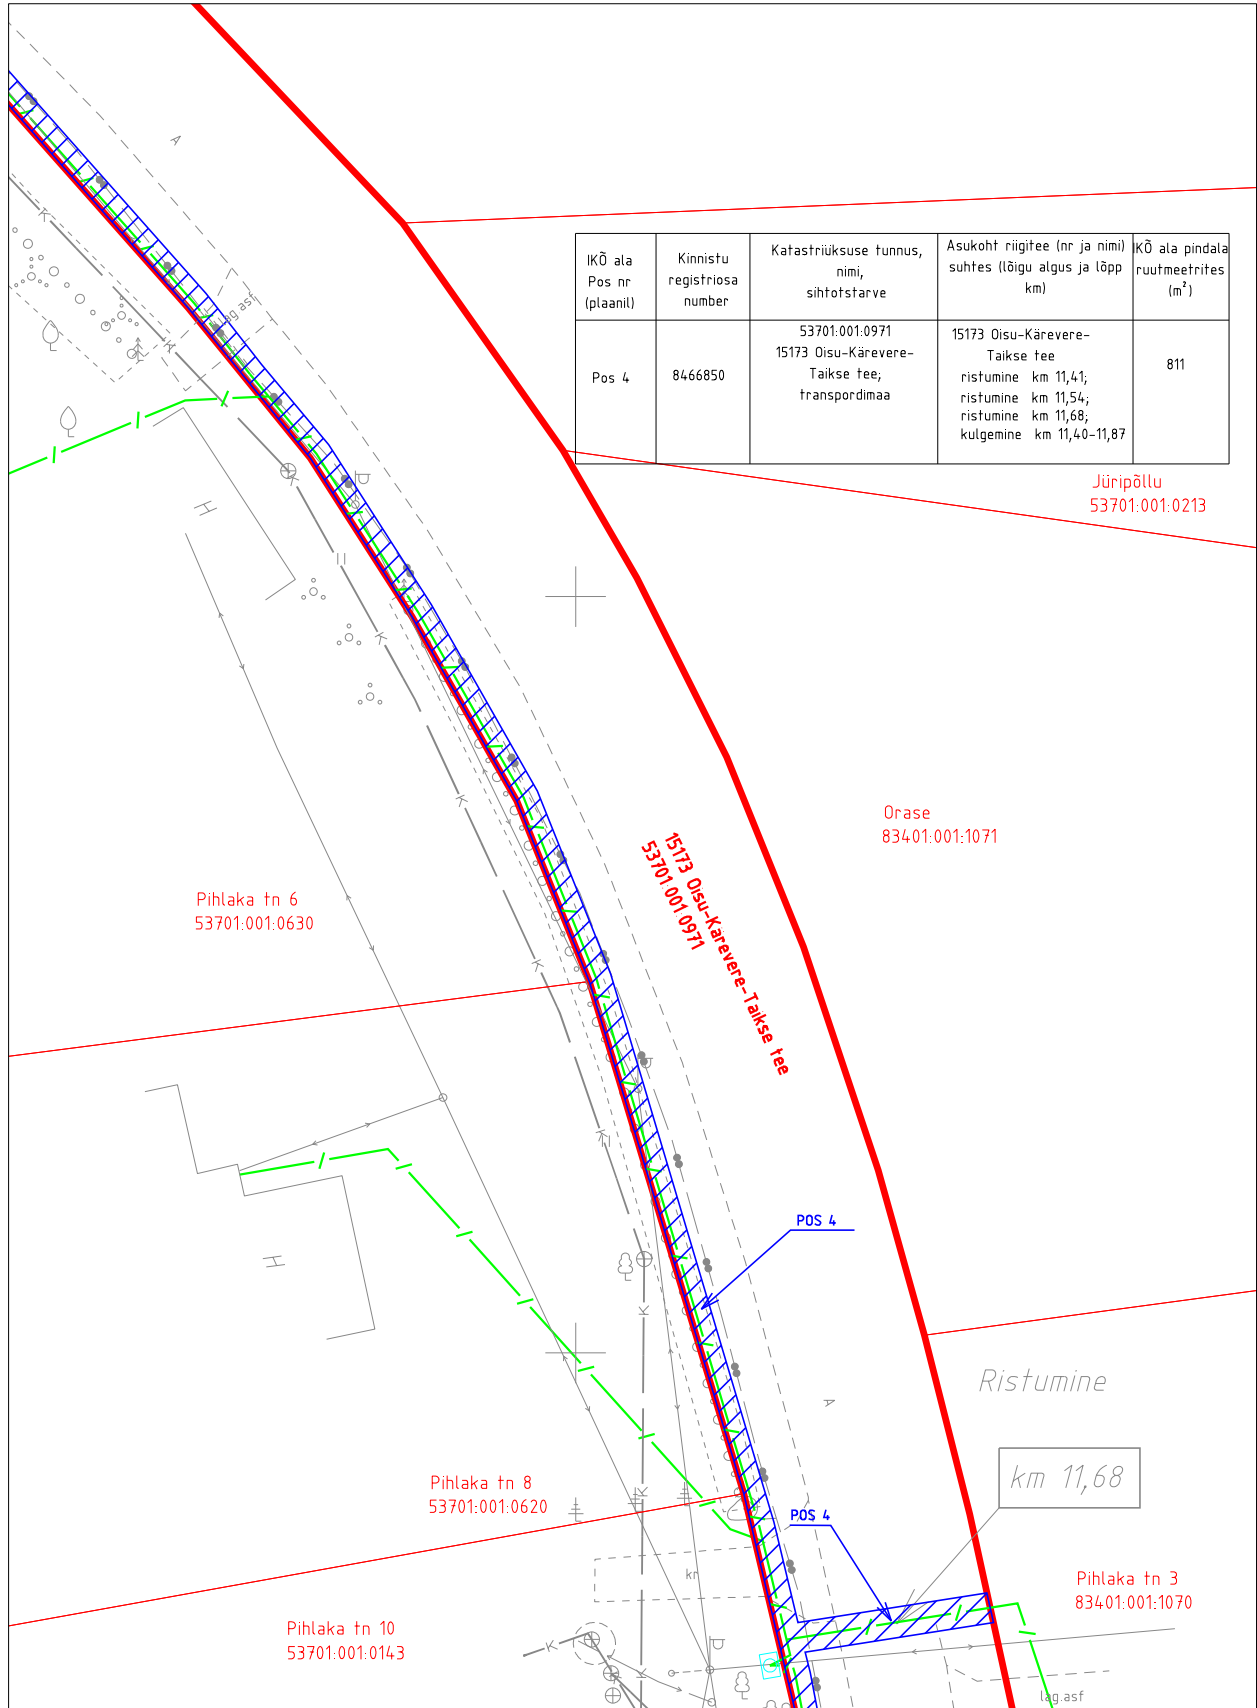 A
lag.asf
IKÕ ala
Pos nr
(plaanil)
Kinnistu
registriosa
number
Katastriüksuse tunnus,
nimi,
sihtotstarve
Asukoht riigitee (nr ja nimi)
suhtes (lõigu algus ja lõpp
km)
IKÕ ala pindala
ruutmeetrites
(m²)
Pos 4
8466850
53701:001:0971
15173 Oisu-Kärevere-
Taikse tee;
transpordimaa
15173 Oisu-Kärevere-
Taikse tee
ristumine km 11,41;
ristumine km 11,54;
ristumine km 11,68;
kulgemine km 11,40-11,87
811
Jüripõllu
53701:001:0213
K
K
K
H
K
K
K
K
Orase
83401:001:1071
15173 Oisu-Kärevere-Taikse tee
53701:001:0971
Pihlaka tn 6
53701:001:0630
H
POS 4
K
A
Ristumine
km 11,68
Pihlaka tn 8
53701:001:0620
K
POS 4
kr
Pihlaka tn 3
83401:001:1070
Pihlaka tn 10
53701:001:0143
K
K
lag.asf